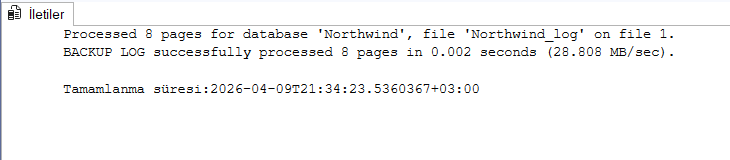 İletiler
Processed 8 pages for database 'Northwind', file 'Northwind_log' on file 1.
BACKUP LOG successfully processed 8 pages in 0.002 seconds (28.808 MB/sec).
Tamamlanma süresi:2026-04-09T21:34:23.5360367+03:00